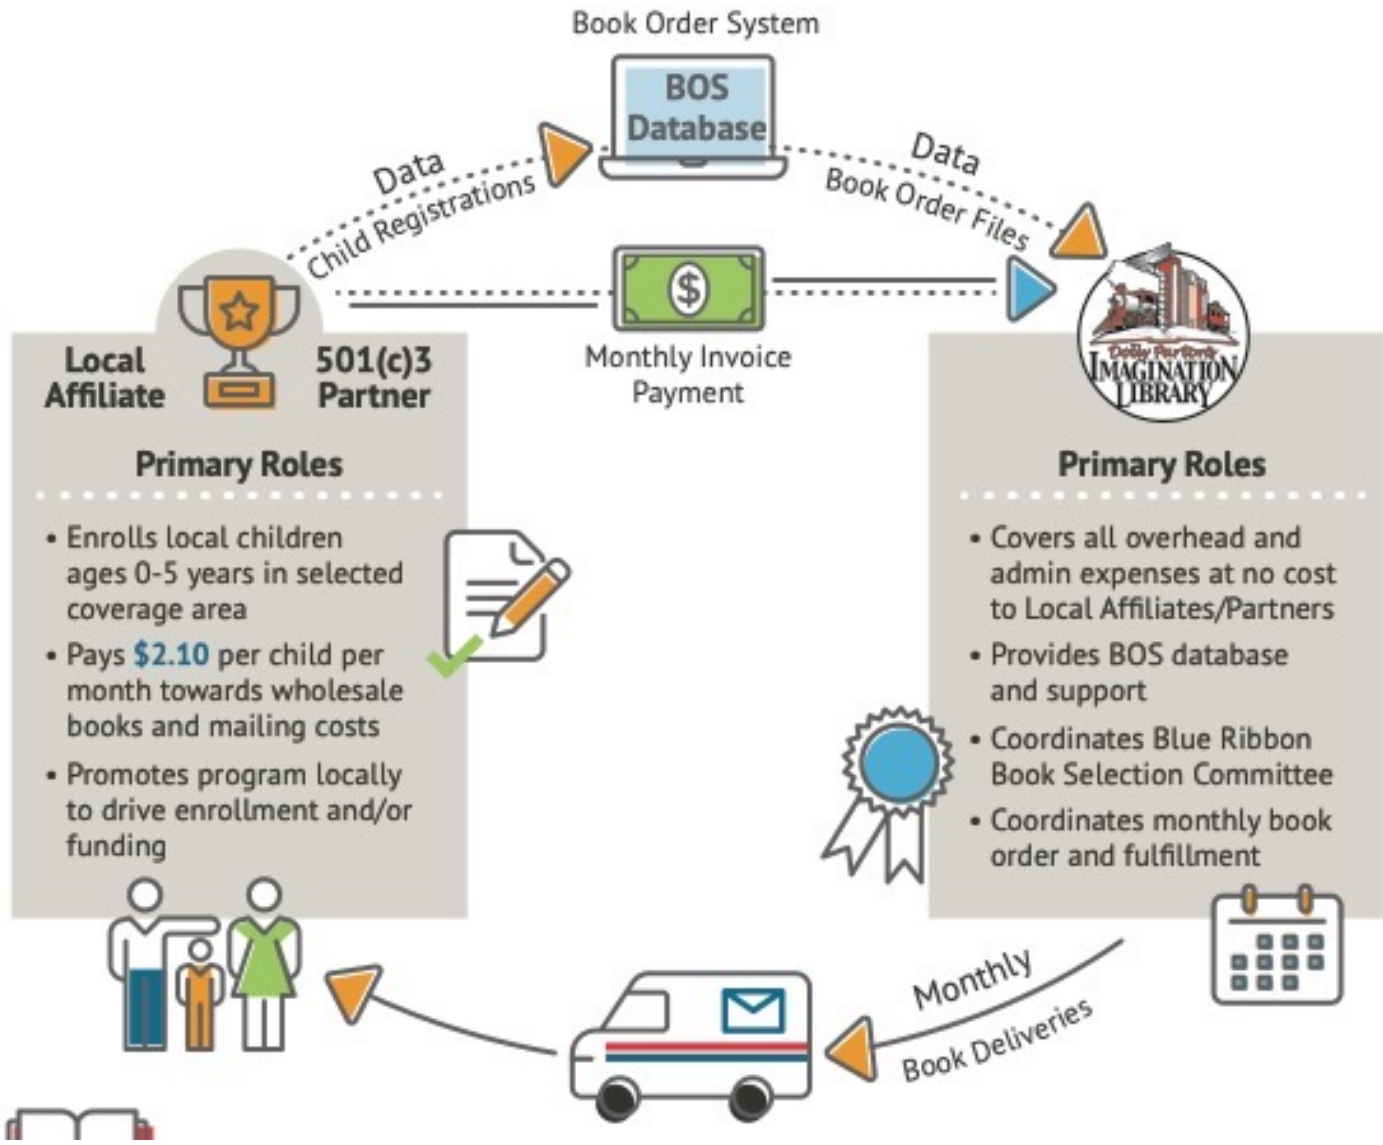 Book Order System
BOS
Database
Data
Child Registrations
Data
Book Order Files
$
Monthly Invoice
Payment
Local
Affiliate
501(c)3
Partner
Primary Roles
• Enrolls local children
ages 0-5 years in selected
coverage area
• Pays $2.10 per child per
month towards wholesale
books and mailing costs
• Promotes program locally
to drive enrollment and/or
funding
Dolly Parton's
IMAGINATION
LIBRARY
Primary Roles
• Covers all overhead and
admin expenses at no cost
to Local Affiliates/Partners
• Provides BOS database
and support
• Coordinates Blue Ribbon
Book Selection Committee
• Coordinates monthly book
order and fulfillment
Monthly
Book Deliveries